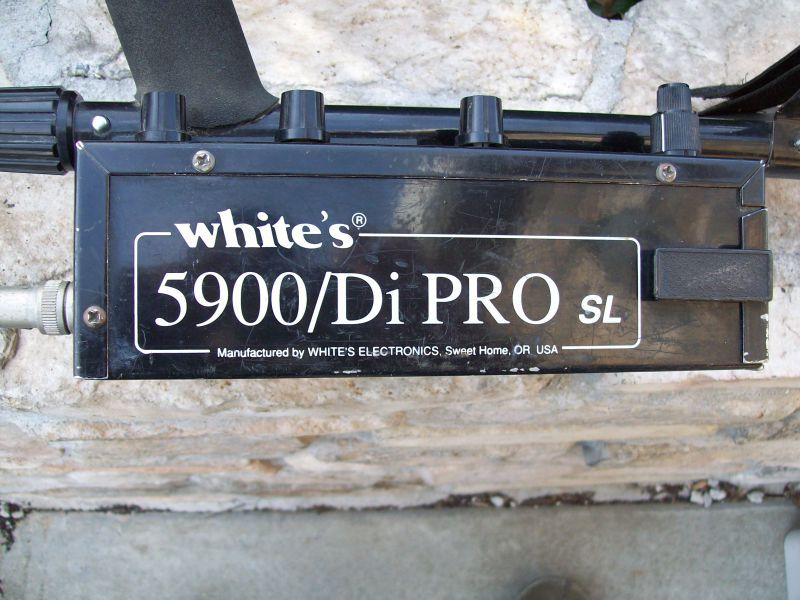 white's®
5900/Di PRO SL
Manufactured by WHITE'S ELECTRONICS, Sweet Home, OR USA